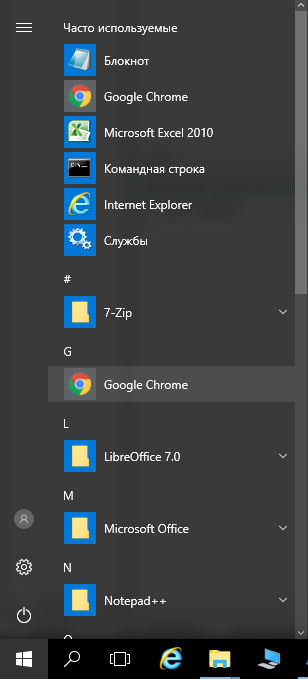 Часто используемые
Блокнот
Google Chrome
Microsoft Excel 2010
Командная строка
Internet Explorer
Службы
#
7-Zip
G
Google Chrome
L
LibreOffice 7.0
M
Microsoft Office
N
Notepad++